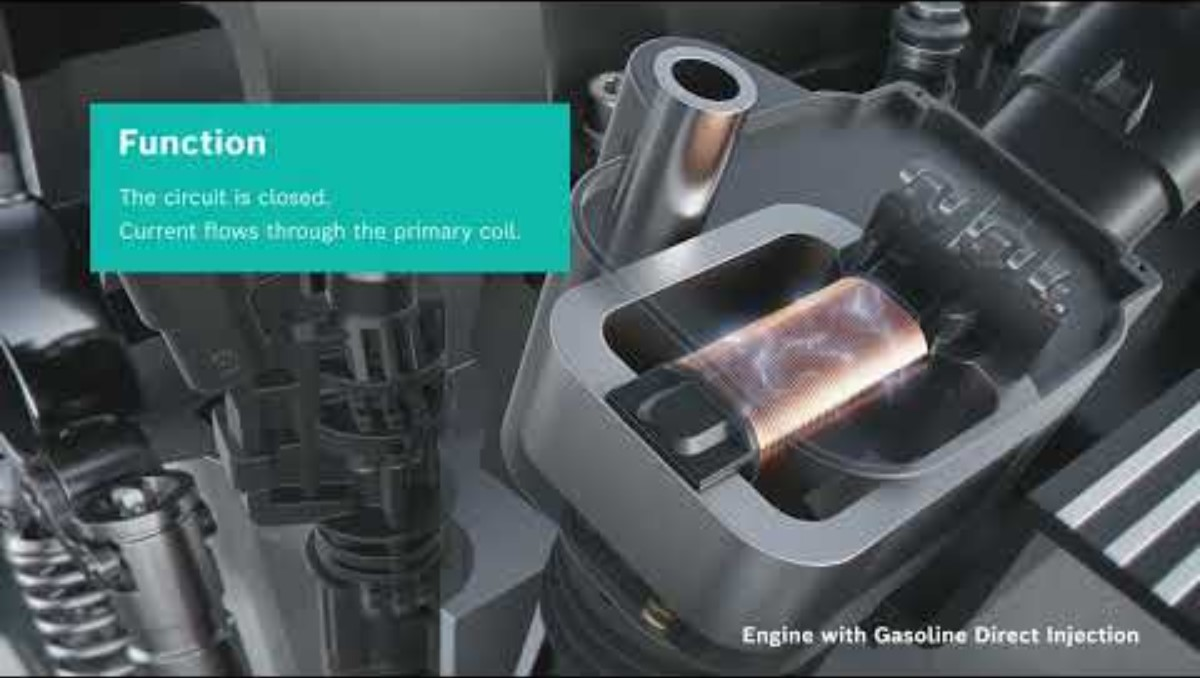 Function
The circuit is closed.
Current flows through the primary coil.
Engine with Gasoline Direct Injection